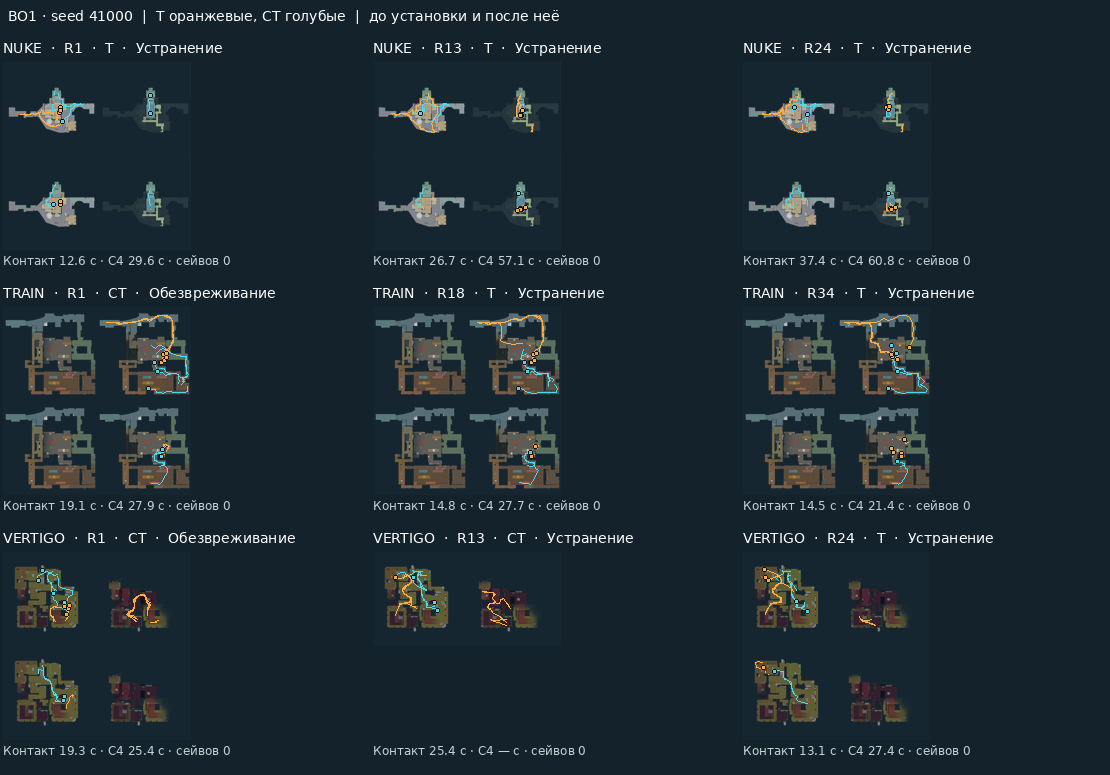 BO1 · seed 41000 | T оранжевые, CT голубые | до установки и после неё
NUKE · R1 · T · Устранение
NUKE · R13 · T · Устранение
NUKE · R24 · T · Устранение
Контакт 12.6 с · C4 29.6 с · сейвов 0
Контакт 26.7 с · C4 57.1 с · сейвов 0
Контакт 37.4 с · C4 60.8 с · сейвов 0
TRAIN · R1 · CT · Обезвреживание
TRAIN · R18 · T · Устранение
TRAIN · R34 · T · Устранение
Контакт 19.1 с · C4 27.9 с · сейвов 0
Контакт 14.8 с · C4 27.7 с · сейвов 0
Контакт 14.5 с · C4 21.4 с · сейвов 0
VERTIGO · R1 · CT · Обезвреживание
VERTIGO · R13 · CT · Устранение
VERTIGO · R24 · T · Устранение
Контакт 19.3 с · C4 25.4 с · сейвов 0
Контакт 25.4 с · C4 — с · сейвов 0
Контакт 13.1 с · C4 27.4 с · сейвов 0